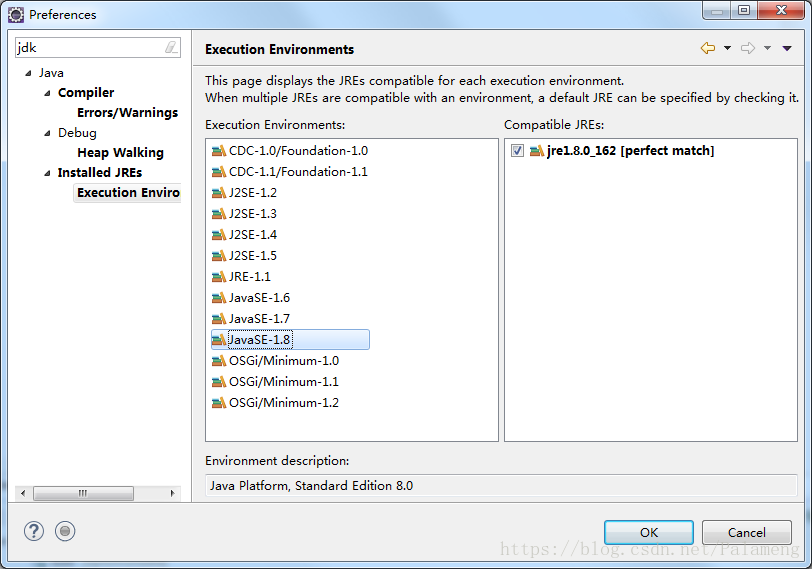 Preferences
jdk
Java
Compiler
Errors/Warnings
Debug
Heap Walking
Installed JREs
Execution Enviro
Execution Environments
This page displays the JREs compatible for each execution environment.
When multiple JREs are compatible with an environment, a default JRE can be specified by checking it.
Execution Environments:
CDC-1.0/Foundation-1.0
CDC-1.1/Foundation-1.1
J2SE-1.2
J2SE-1.3
J2SE-1.4
J2SE-1.5
JRE-1.1
JavaSE-1.6
JavaSE-1.7
JavaSE-1.8
OSGi/Minimum-1.0
OSGi/Minimum-1.1
OSGi/Minimum-1.2
Compatible JREs:
jre1.8.0_162 [perfect match]
Environment description:
Java Platform, Standard Edition 8.0
OK
Cancel
https://blog.csdn.net/Palameng